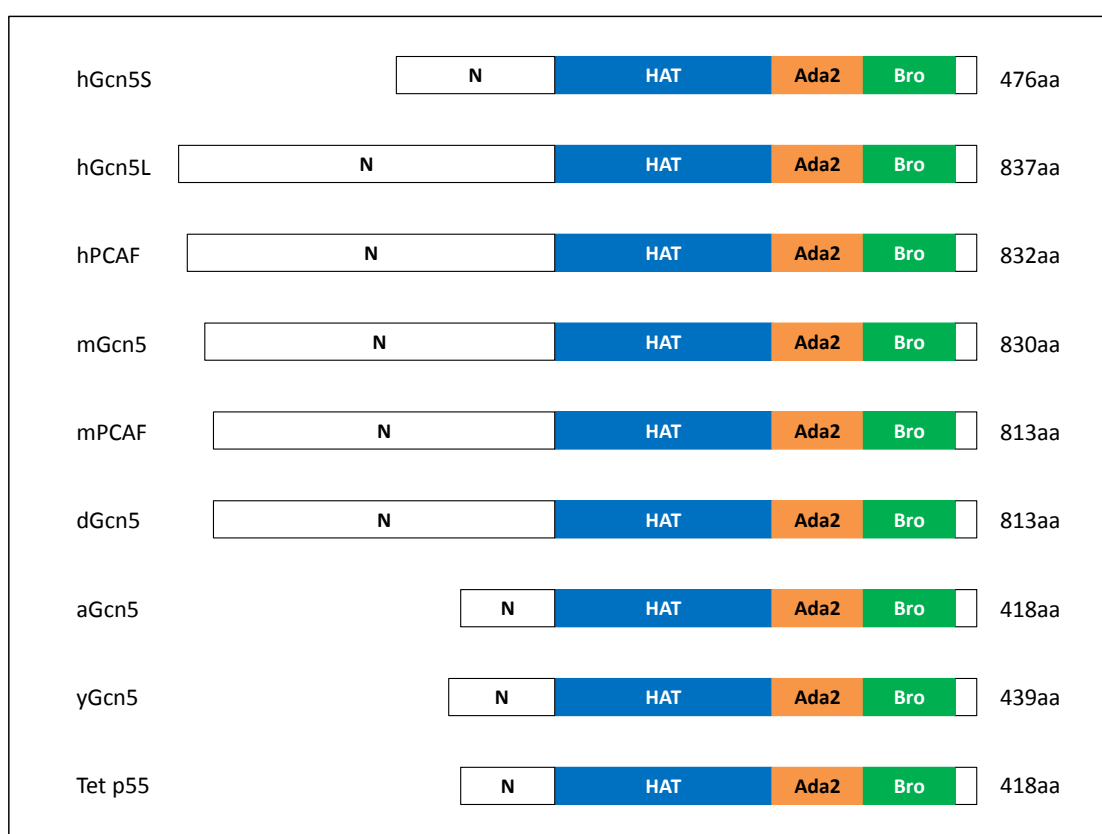 hGcn5S N HAT Ada2 Bro 476aa
hGcn5L N HAT Ada2 Bro 837aa
hPCAF N HAT Ada2 Bro 832aa
mGcn5 N HAT Ada2 Bro 830aa
mPCAF N HAT Ada2 Bro 813aa
dGcn5 N HAT Ada2 Bro 813aa
aGcn5 N HAT Ada2 Bro 418aa
yGcn5 N HAT Ada2 Bro 439aa
Tet p55 N HAT Ada2 Bro 418aa